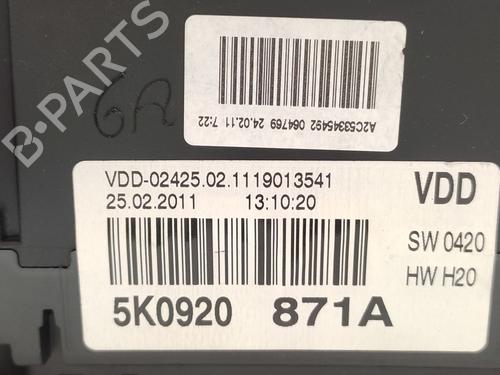 B-PARTS
6R
A2C53345492 064769 24.02.11 7:22
VDD-02425.02.1119013541
25.02.2011 13:10:20
VDD
SW 0420
HW H20
5K0920 871A